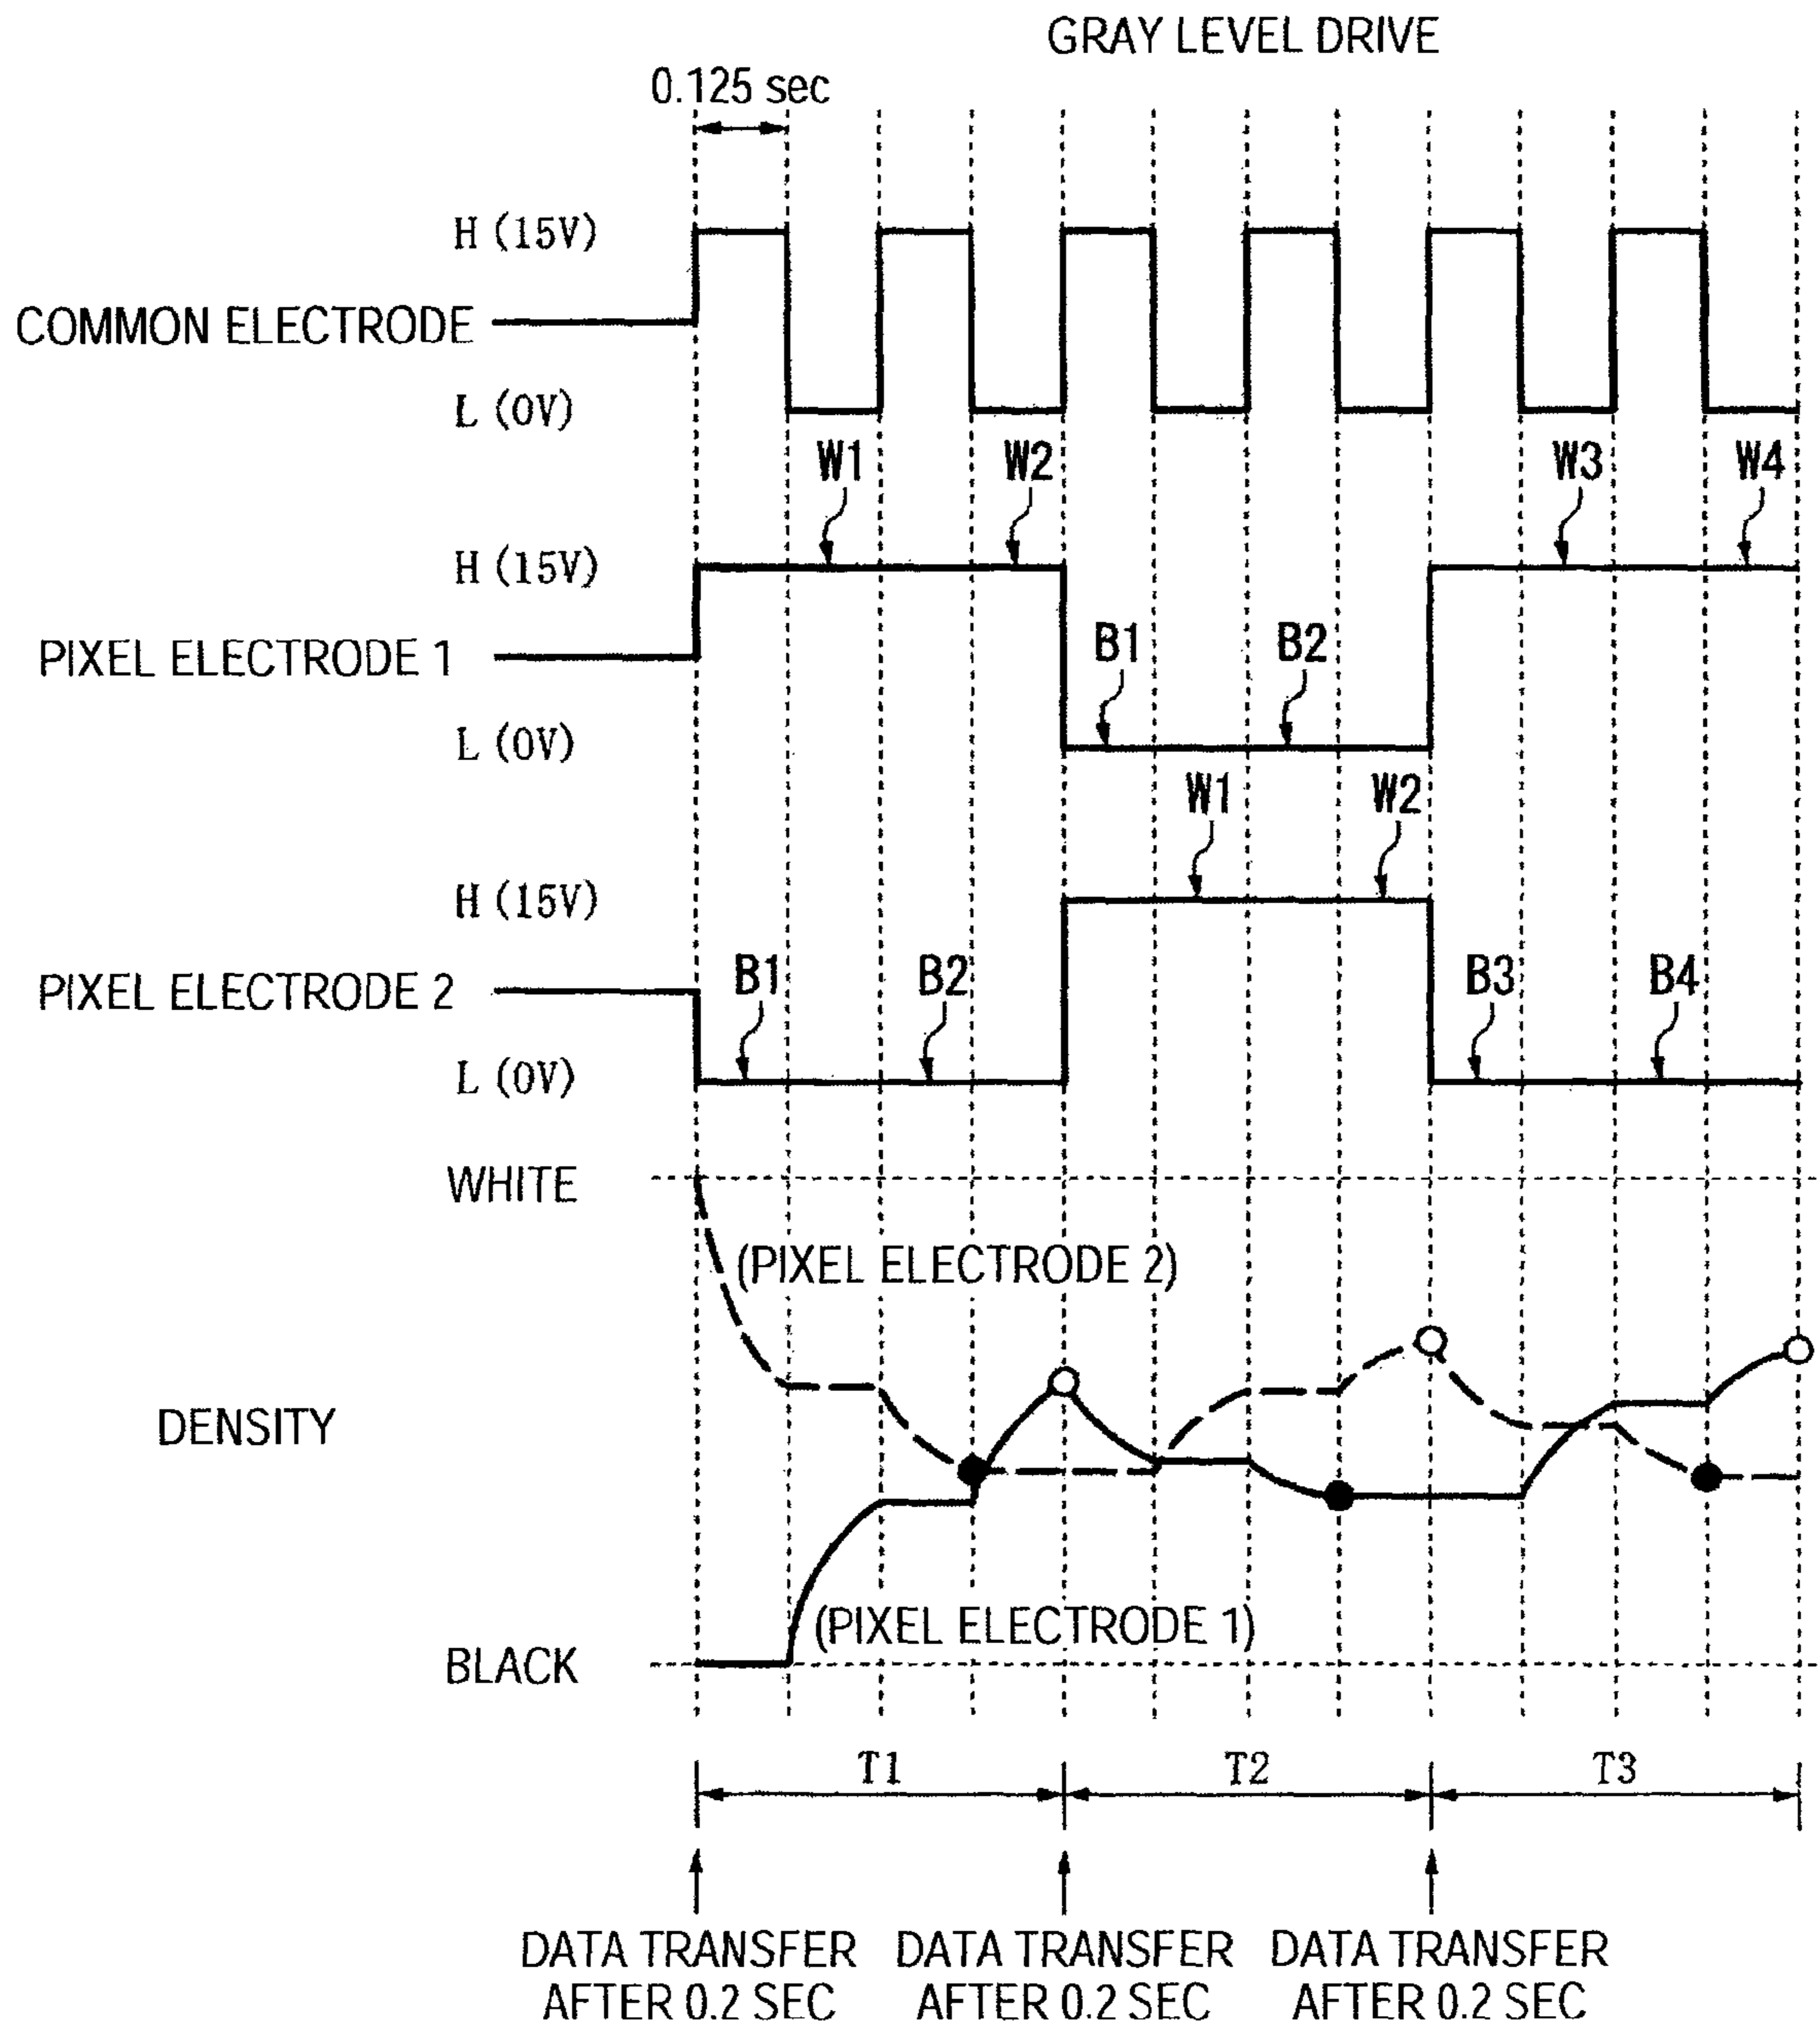 GRAY LEVEL DRIVE
0.125 sec
H (15V)
COMMON ELECTRODE
L (0V)
W1 W2 W3 W4
H (15V)
PIXEL ELECTRODE 1
B1 B2
L (0V)
W1 W2
H (15V)
PIXEL ELECTRODE 2
B1 B2 B3 B4
L (0V)
WHITE
(PIXEL ELECTRODE 2)
DENSITY
(PIXEL ELECTRODE 1)
BLACK
T1 T2 T3
DATA TRANSFER DATA TRANSFER DATA TRANSFER
AFTER 0.2 SEC AFTER 0.2 SEC AFTER 0.2 SEC